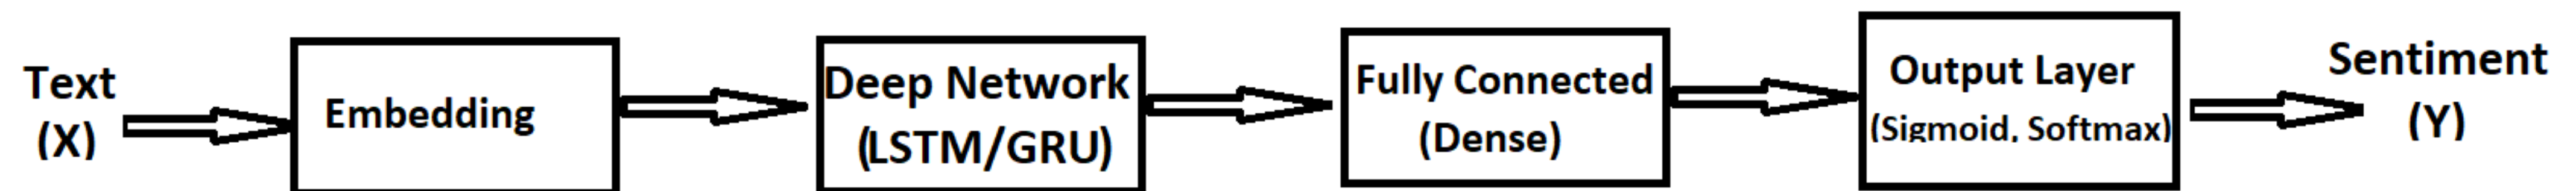 Text
(X)
Embedding
Deep Network
(LSTM/GRU)
Fully Connected
(Dense)
Output Layer
(Sigmoid, Softmax)
Sentiment
(Y)